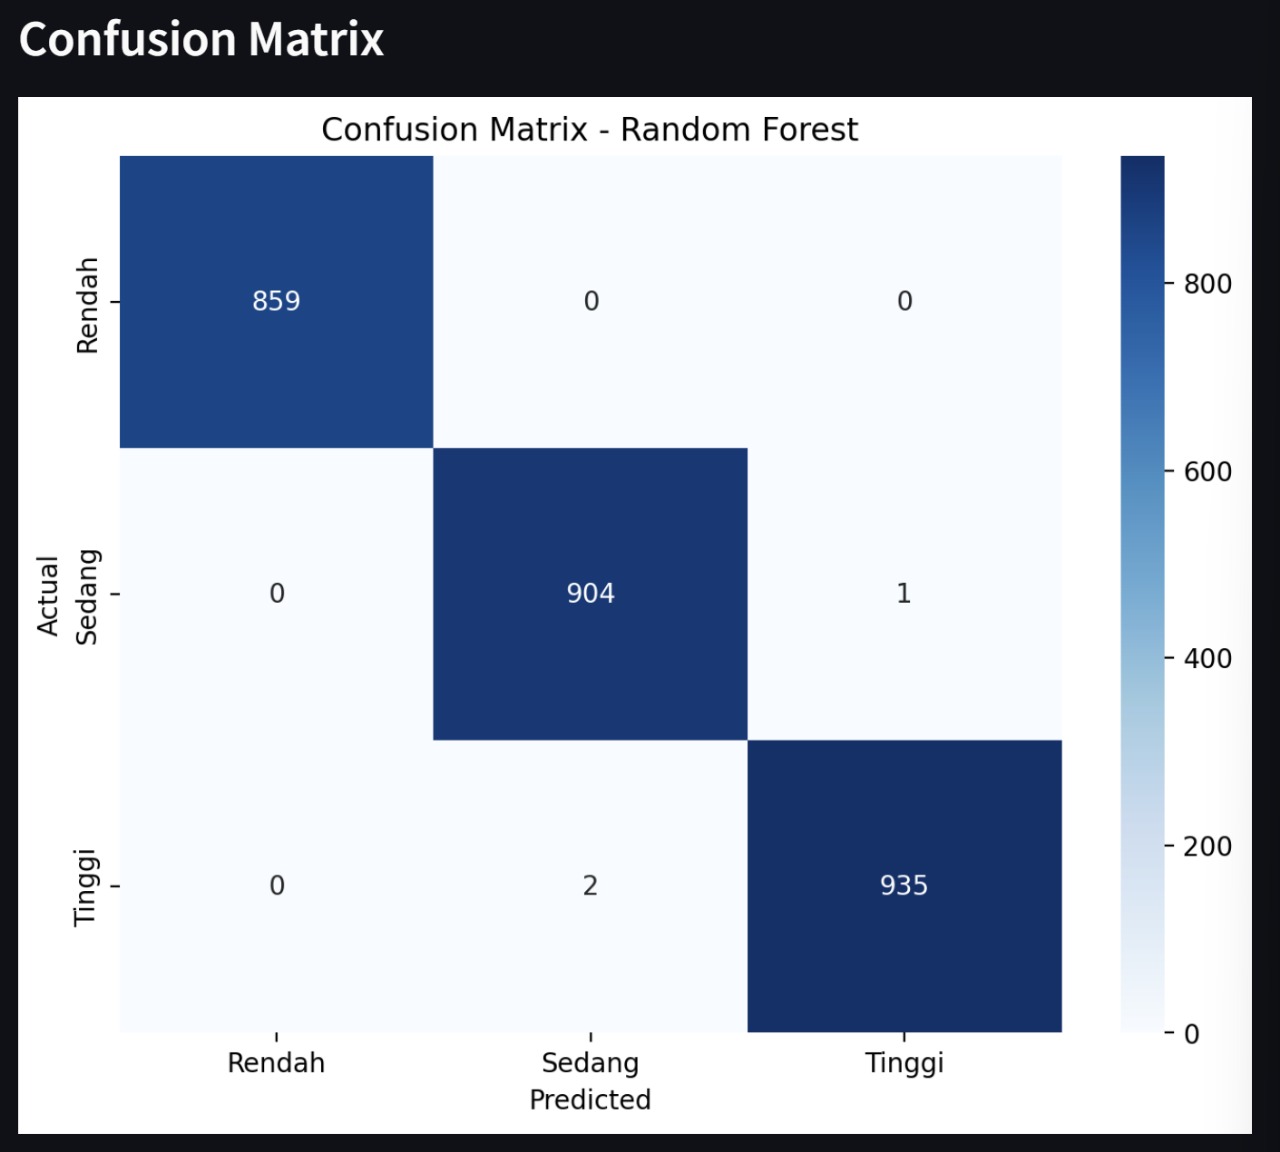 Confusion Matrix
Confusion Matrix - Random Forest
Actual
Rendah
859 0 0
Sedang
0 904 1
Tinggi
0 2 935
Rendah Sedang Tinggi
Predicted
800
600
400
200
0